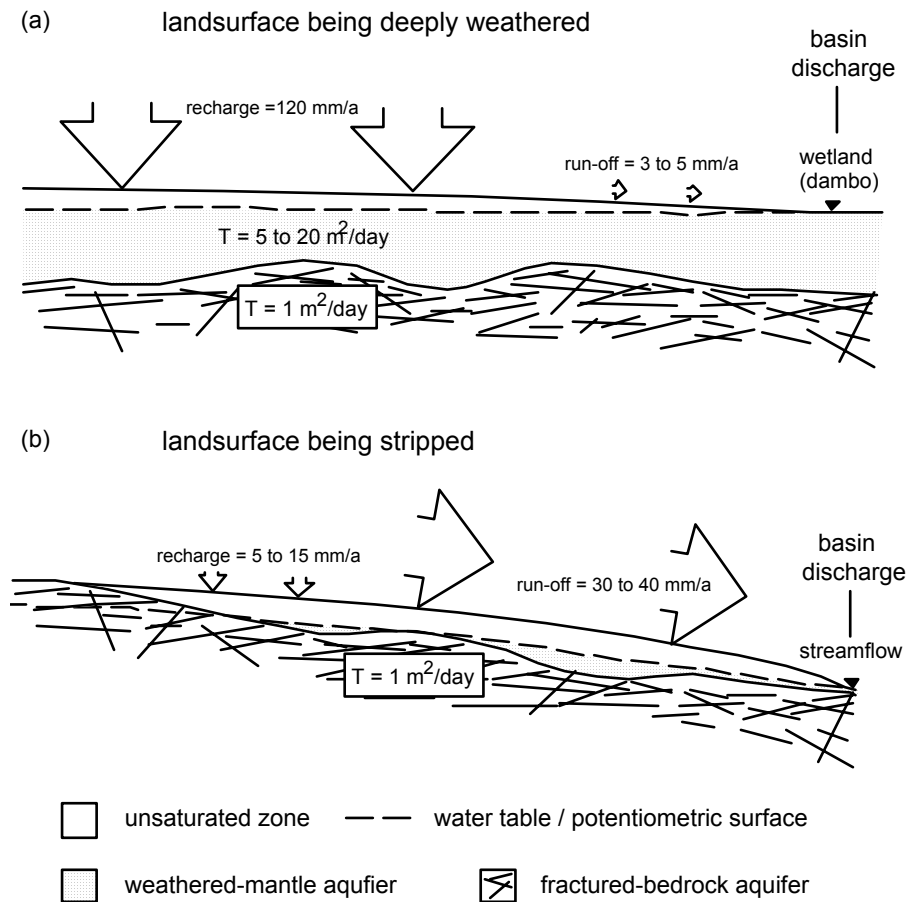 (a) landsurface being deeply weathered
basin
discharge
recharge =120 mm/a
run-off = 3 to 5 mm/a
wetland
(dambo)
T = 5 to 20 m²/day
T = 1 m²/day
(b) landsurface being stripped
recharge = 5 to 15 mm/a
run-off = 30 to 40 mm/a
basin
discharge
streamflow
T = 1 m²/day
unsaturated zone
water table / potentiometric surface
weathered-mantle aqufier
fractured-bedrock aquifer